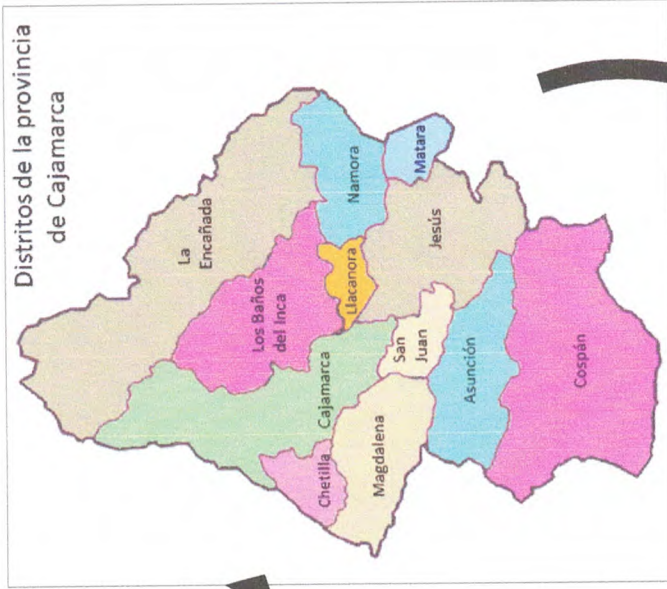 Distritos de la provincia
de Cajamarca
La
Encañada
Los Baños
del Inca
Namora
Llacanora
Matara
Cajamarca
Jesús
Chetilla
San
Juan
Magdalena
Asunción
Cospán